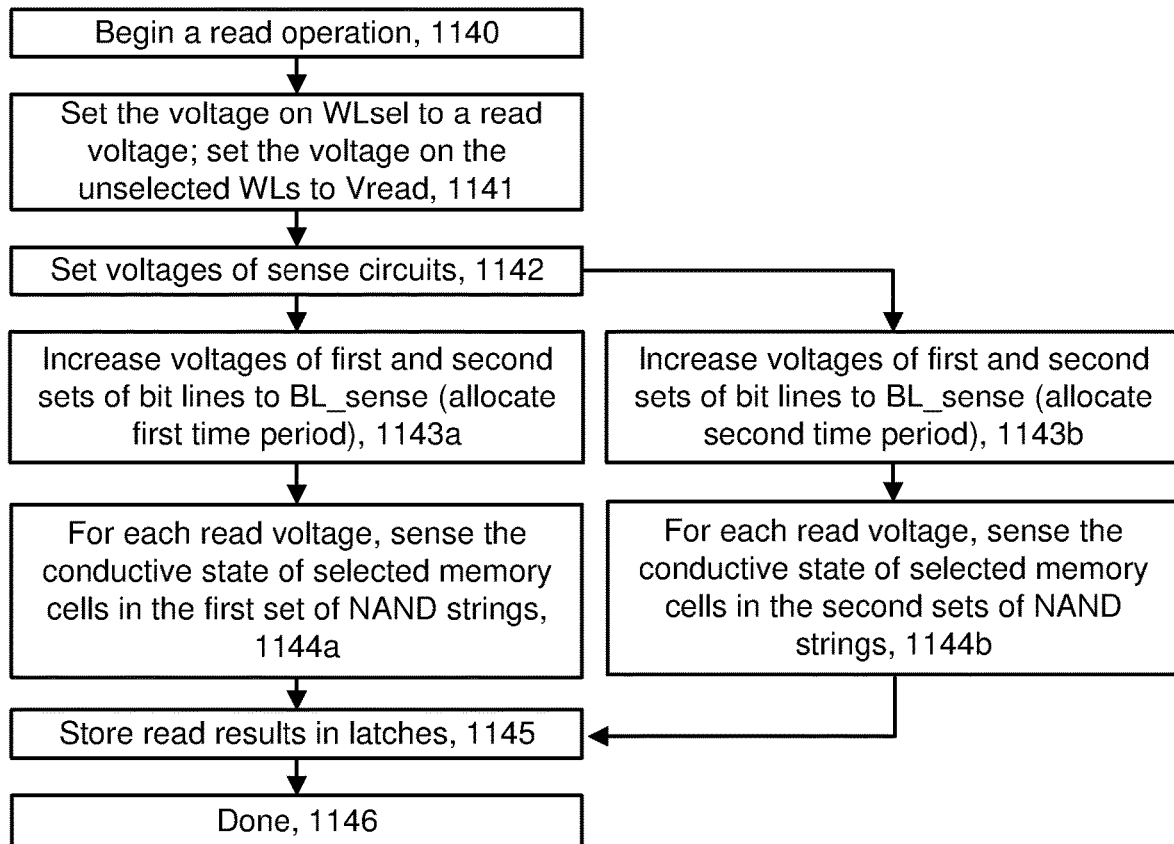 Begin a read operation, 1140
Set the voltage on WLsel to a read
voltage; set the voltage on the
unselected WLs to Vread, 1141
Set voltages of sense circuits, 1142
Increase voltages of first and second
sets of bit lines to BL_sense (allocate
first time period), 1143a
Increase voltages of first and second
sets of bit lines to BL_sense (allocate
second time period), 1143b
For each read voltage, sense the
conductive state of selected memory
cells in the first set of NAND strings,
1144a
For each read voltage, sense the
conductive state of selected memory
cells in the second sets of NAND
strings, 1144b
Store read results in latches, 1145
Done, 1146